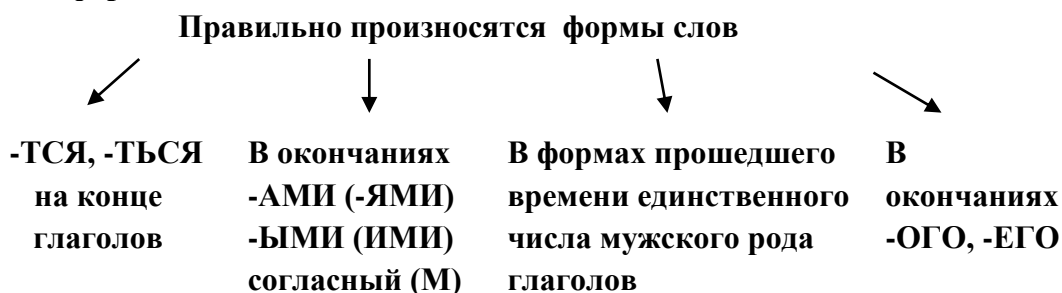 Правильно произносятся формы слов
-ТСЯ, -ТЬСЯ
на конце
глаголов
В окончаниях
-АМИ (-ЯМИ)
-ЫМИ (ИМИ)
согласный (М)
В формах прошедшего
времени единственного
числа мужского рода
глаголов
В
окончаниях
-ОГО, -ЕГО